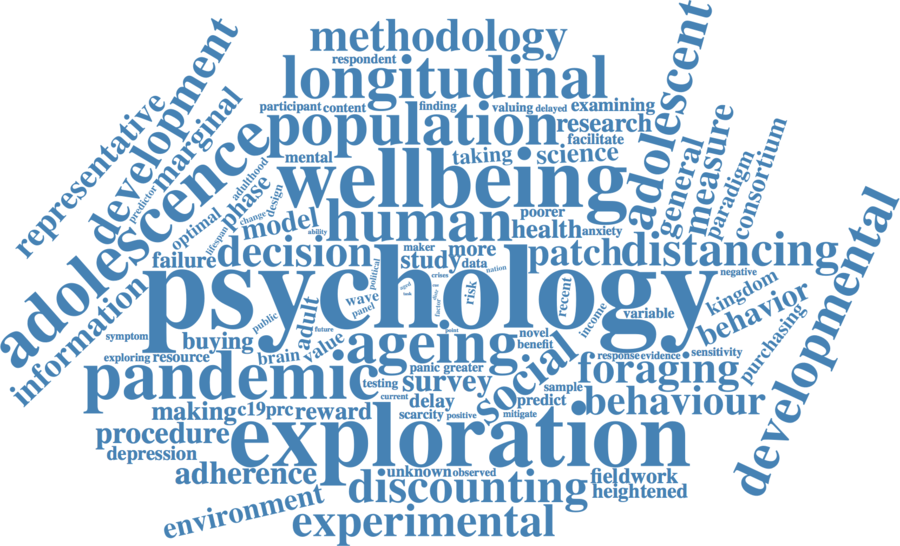 methodology
respondent
longitudinal
participant
content
finding
valuing
delayed
examining
population
research
facilitate
mental
taking
science
wellbeing
human
poorer
health
anxiety
adolescent
general
measure
paradigm
consortium
representative
development
marginal
adolescence
predictor
adulthood
phase
change
design
optimal
lifespan
model
ability
failure
decision
maker
more
study
data
nation
patch
distancing
psychology
political
crises
risk
recent
negative
kingdom
behavior
purchasing
developmental
variable
income
wave
panel
aged
task
factor
information
public
adult
future
symptom
buying
value
brain
exploring
resource
ageing
novel
benefit
social
response
evidence
sensitivity
foraging
panic
greater
pandemic
testing
survey
sample
predict
current
delay
behaviour
making
c19prc
reward
scarcity
positive
mitigate
procedure
exploration
depression
adherence
unknown
observed
fieldwork
discounting
heightened
environment
experimental